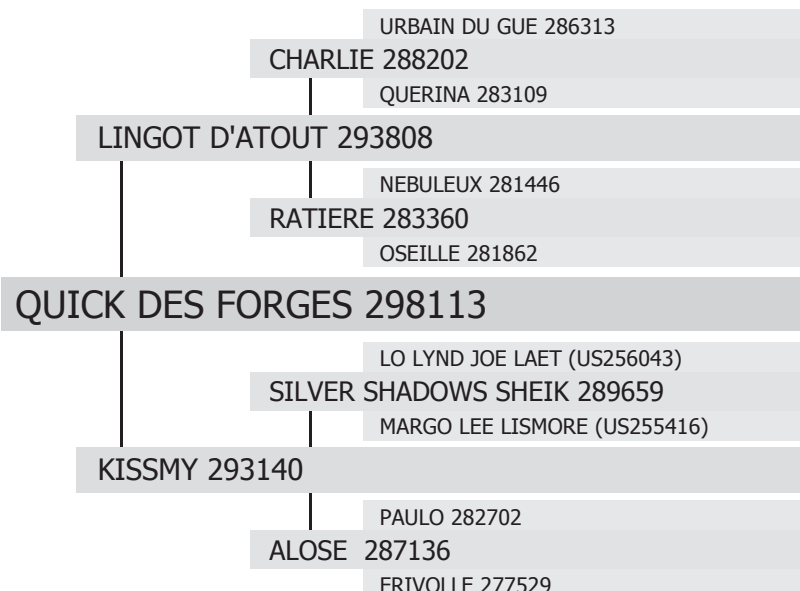 URBAIN DU GUE 286313
CHARLIE 288202
QUERINA 283109
LINGOT D'ATOUT 293808
NEBULEUX 281446
RATIERE 283360
OSEILLE 281862
QUICK DES FORGES 298113
LO LYND JOE LAET (US256043)
SILVER SHADOWS SHEIK 289659
MARGO LEE LISMORE (US255416)
KISSMY 293140
PAULO 282702
ALOSE 287136
FRIVOLLE 277529